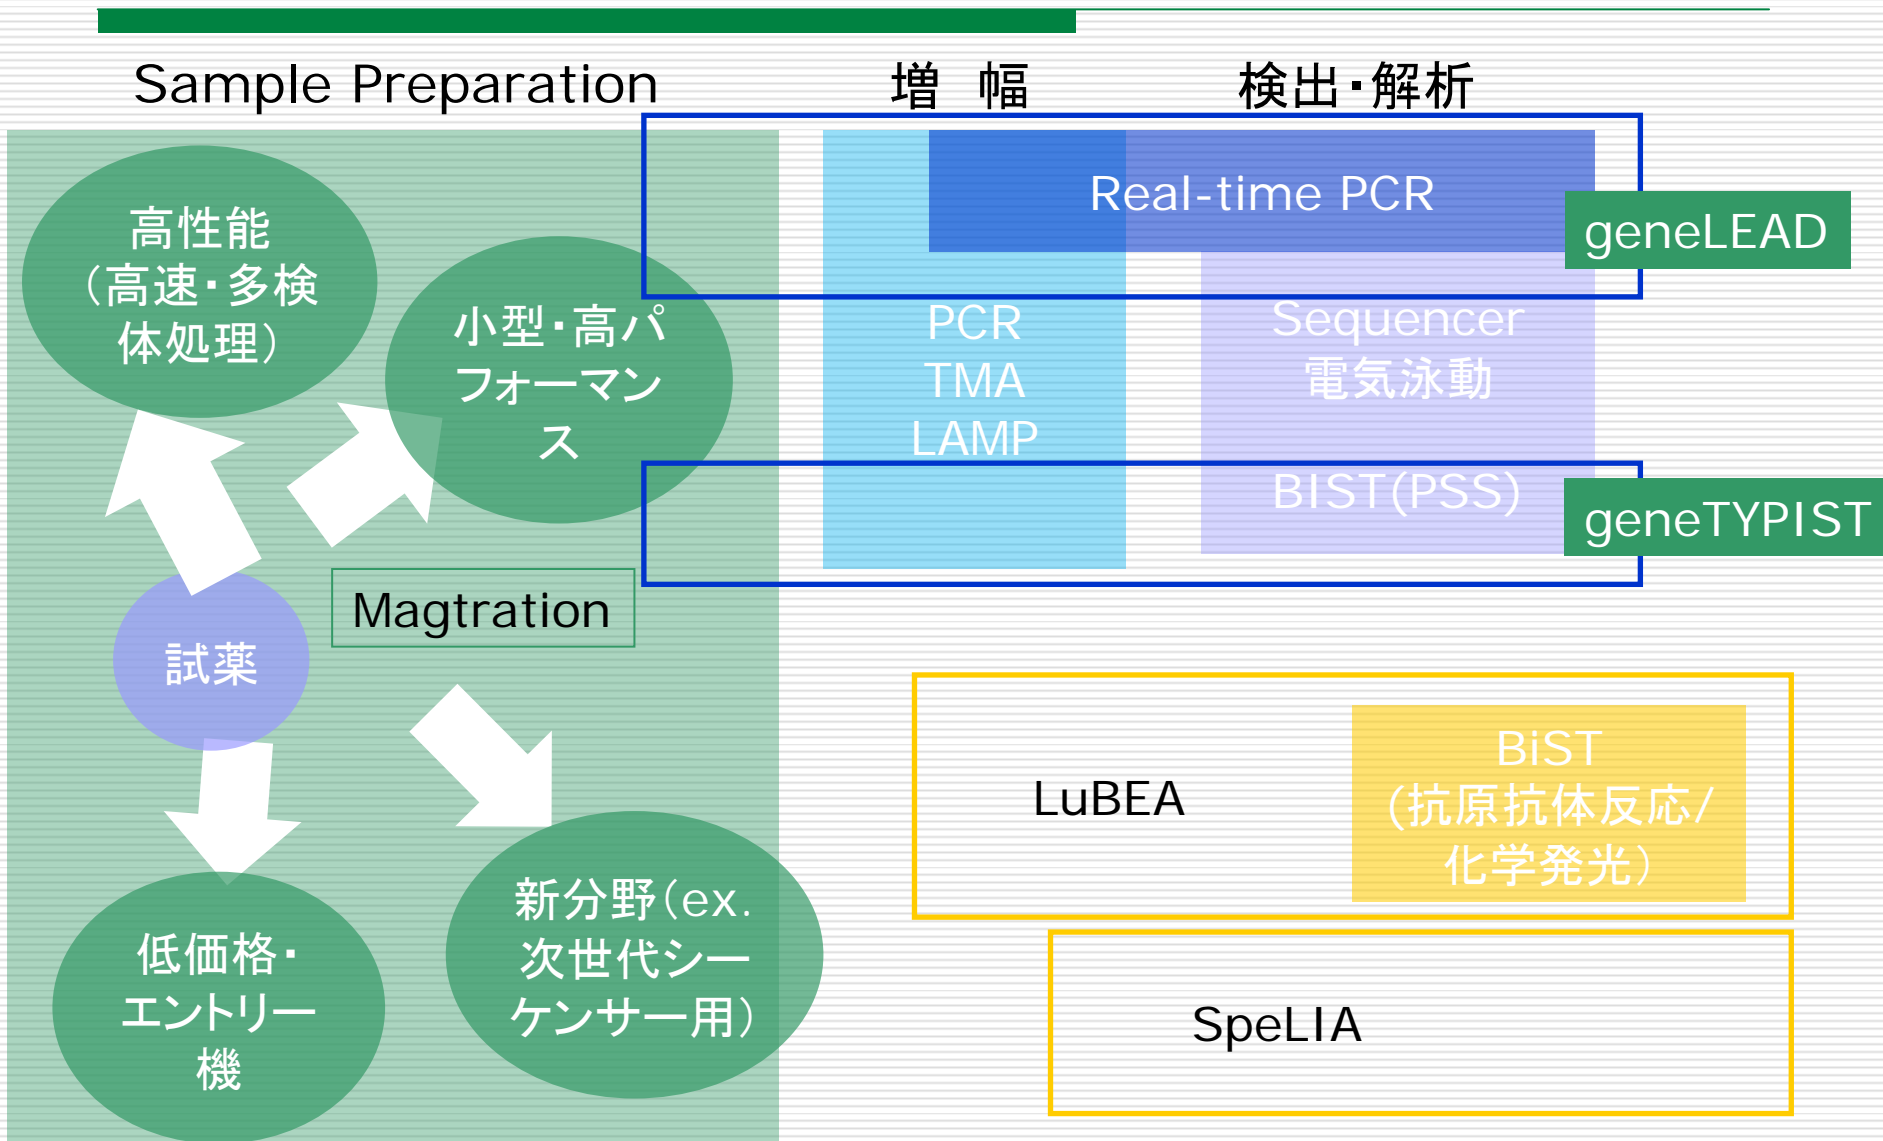 Sample Preparation
増　幅
検出・解析
高性能
（高速・多検
体処理）
小型・高パ
フォーマン
ス
試薬
Magtration
低価格・
エントリー
機
新分野（ex.
次世代シー
ケンサー用）
Real-time PCR
geneLEAD
PCR
TMA
LAMP
Sequencer
電気泳動
BIST(PSS)
geneTYPIST
LuBEA
BiST
(抗原抗体反応/
化学発光）
SpeLIA